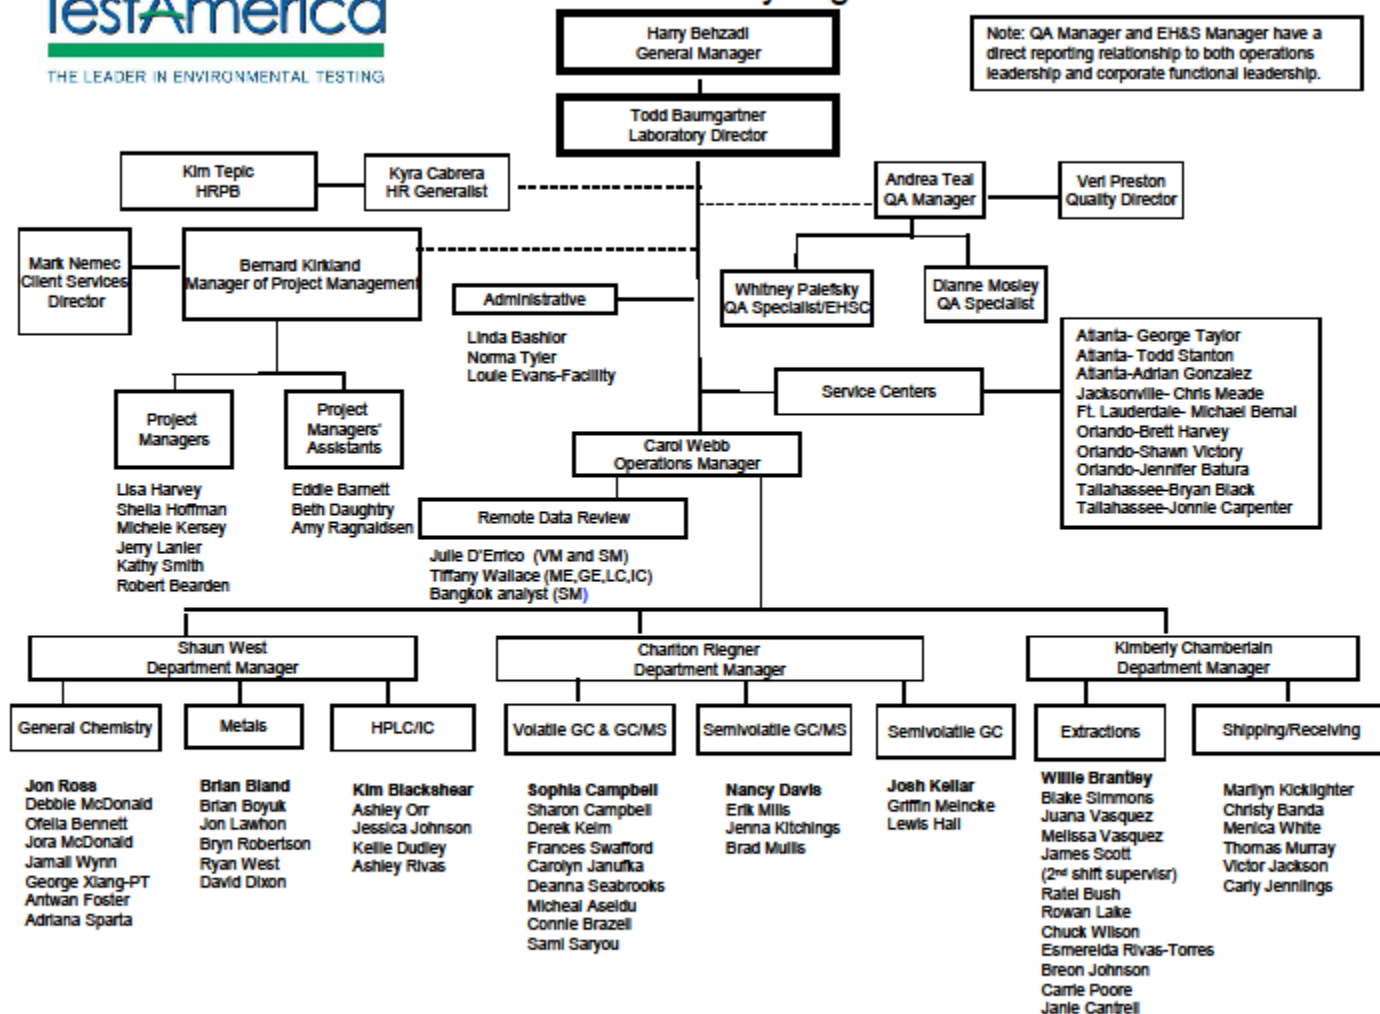 TestAmerica
THE LEADER IN ENVIRONMENTAL TESTING
Harry Behzadi
General Manager
Note: QA Manager and EH&S Manager have a
direct reporting relationship to both operations
leadership and corporate functional leadership.
Todd Baumgartner
Laboratory Director
Kim Tepic
HRPB
Kyra Cabrera
HR Generalist
Andrea Teal
QA Manager
Verl Preston
Quality Director
Mark Nemec
Client Services
Director
Bernard Kirkland
Manager of Project Management
Administrative
Linda Bashlor
Norma Tyler
Louie Evans-Facility
Whitney Palefsky
QA Specialist/EHSC
Dianne Mosley
QA Specialist
Service Centers
Atlanta- George Taylor
Atlanta- Todd Stanton
Atlanta-Adrian Gonzalez
Jacksonville- Chris Meade
Ft. Lauderdale- Michael Bernal
Orlando-Brett Harvey
Orlando-Shawn Victory
Orlando-Jennifer Batura
Tallahassee-Bryan Black
Tallahassee-Jonnie Carpenter
Project
Managers
Lisa Harvey
Sheila Hoffman
Michele Kersey
Jerry Lanier
Kathy Smith
Robert Bearden
Project
Managers'
Assistants
Eddie Barnett
Beth Daughtry
Amy Ragnaldsen
Carol Webb
Operations Manager
Remote Data Review
Julie D'Errico (VM and SM)
Tiffany Wallace (ME,GE,LC,IC)
Bangkok analyst (SM)
Shaun West
Department Manager
Charlton Riegner
Department Manager
Kimberly Chamberlain
Department Manager
General Chemistry
Jon Ross
Debbie McDonald
Ofelia Bennett
Jora McDonald
Jamail Wynn
George Xiang-PT
Antwan Foster
Adriana Sparta
Metals
Brian Bland
Brian Boyuk
Jon Lawhon
Bryn Robertson
Ryan West
David Dixon
HPLC/IC
Kim Blackshear
Ashley Orr
Jessica Johnson
Kellie Dudley
Ashley Rivas
Volatile GC & GC/MS
Sophia Campbell
Sharon Campbell
Derek Keim
Frances Swafford
Carolyn Janufka
Deanna Seabrooks
Micheal Aseidu
Connie Brazell
Sami Saryou
Semivolatile GC/MS
Nancy Davis
Erik Mills
Jenna Kitchings
Brad Mullis
Semivolatile GC
Josh Kellar
Griffin Meincke
Lewis Hall
Extractions
Willie Brantley
Blake Simmons
Juana Vasquez
Melissa Vasquez
James Scott
(2nd shift supervisr)
Ratel Bush
Rowan Lake
Chuck Wilson
Esmerelda Rivas-Torres
Breon Johnson
Carrie Poore
Janie Cantrell
Shipping/Receiving
Marilyn Kicklighter
Christy Banda
Menica White
Thomas Murray
Victor Jackson
Carly Jennings